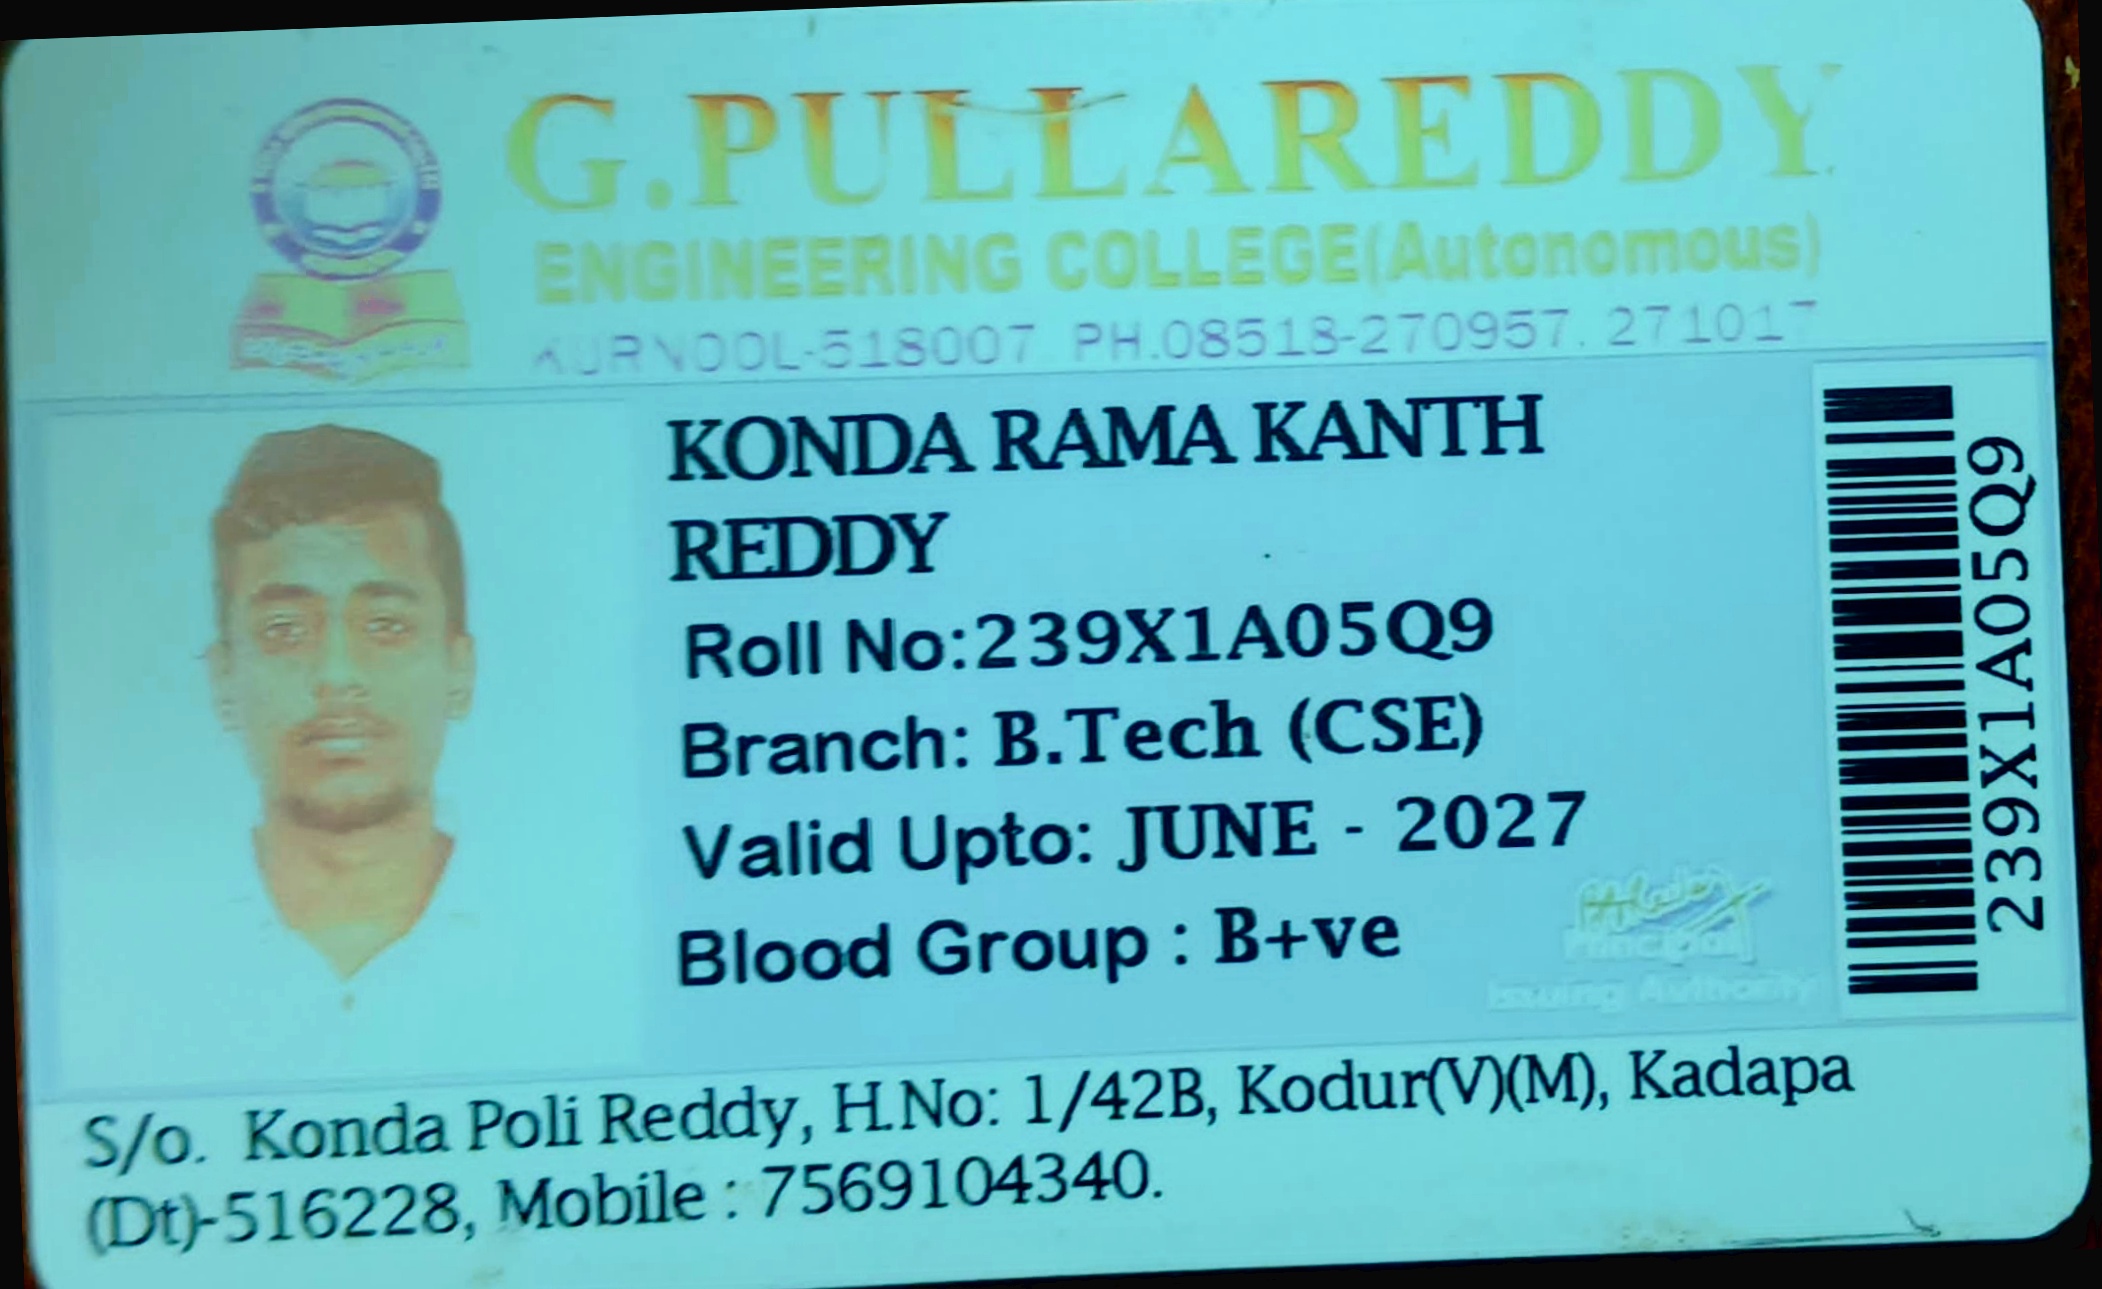 G.PULLAREDDY
ENGINEERING COLLEGE(Autonomous)
KURNOOL-518007 PH.08518-270957, 271017
KONDA RAMA KANTH
REDDY
Roll No:239X1A05Q9
Branch: B.Tech (CSE)
Valid Upto: JUNE - 2027
Blood Group : B+ve
Principal
Issuing Authority
239X1A05Q9
S/o. Konda Poli Reddy, H.No: 1/42B, Kodur(V)(M), Kadapa
(Dt)-516228, Mobile : 7569104340.